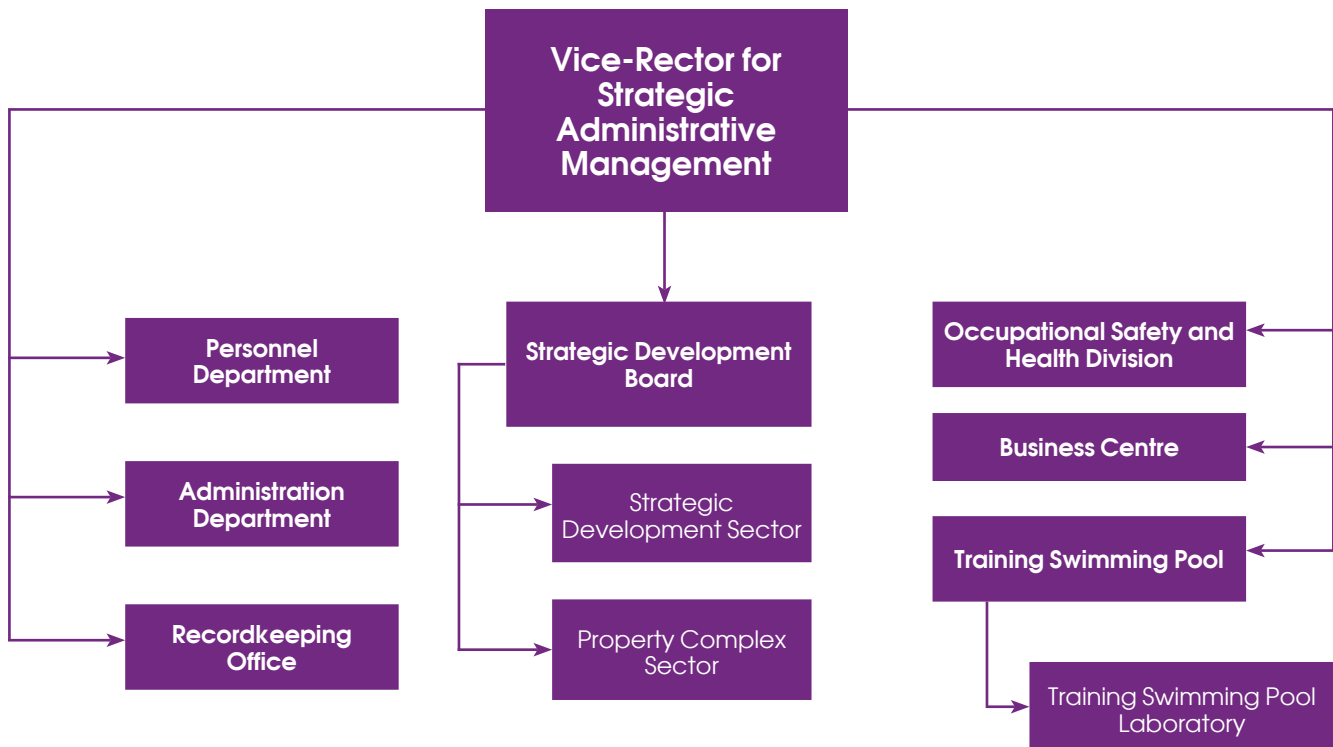 Vice-Rector for
Strategic
Administrative
Management
Personnel
Department
Administration
Department
Recordkeeping
Office
Strategic Development
Board
Strategic
Development Sector
Property Complex
Sector
Occupational Safety and
Health Division
Business Centre
Training Swimming Pool
Training Swimming Pool
Laboratory